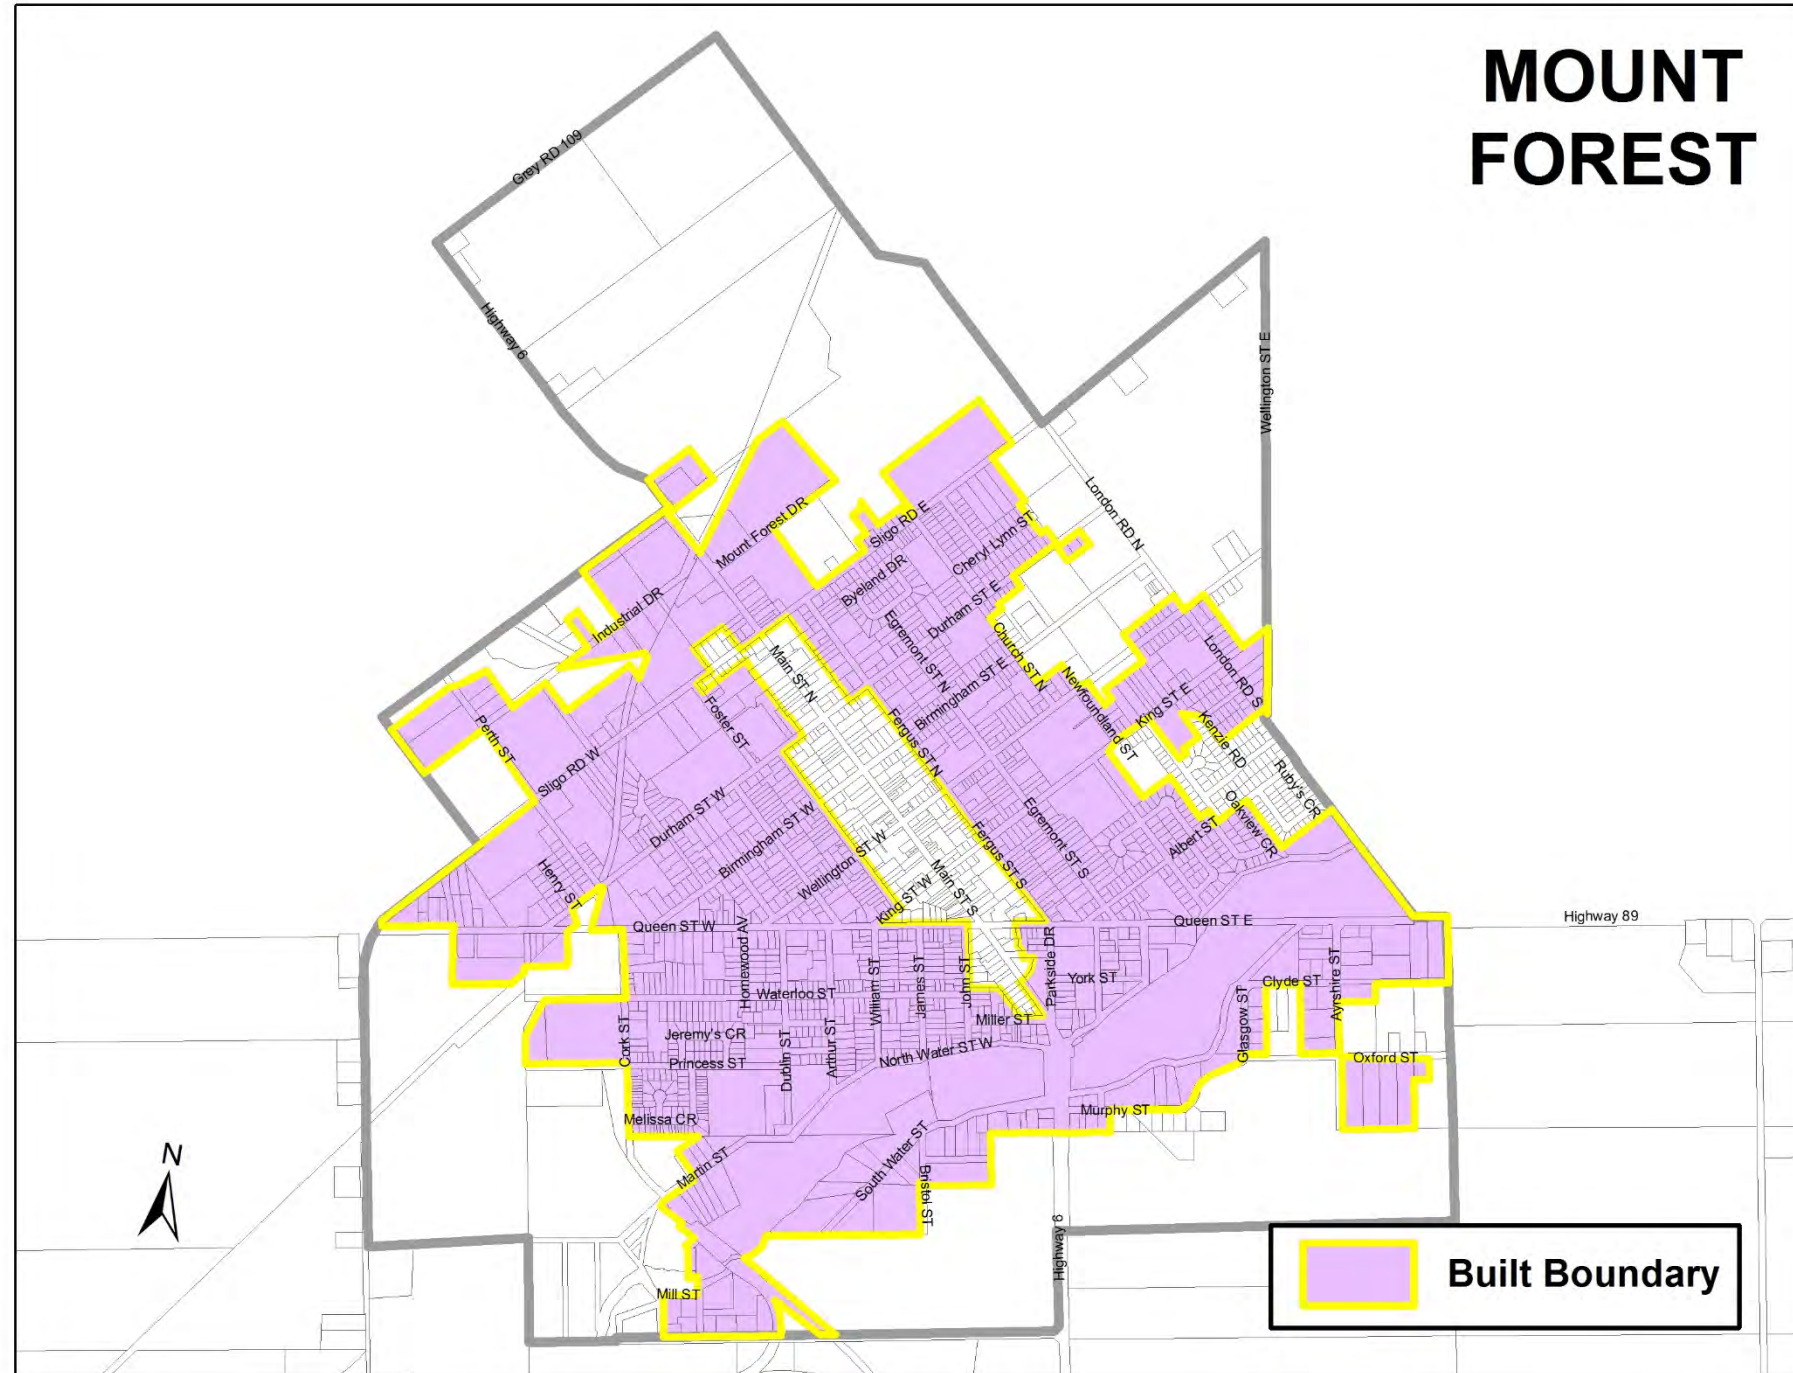 MOUNT
FOREST
Grey RD 109
Highway 6
Wellington ST E
London RD N
Mount Forest DR
Sligo RD E
Cheryl Lynn ST
Byeland DR
Durham ST E
Industrial DR
Egremont ST N
Church ST N
Main ST N
Birmingham ST E
Newfoundland ST
London RD S
King ST E
Kenzie RD
Foster ST
Fergus ST N
Perth ST
Sligo RD W
Ruby's CR
Durham ST W
Birmingham ST W
Wellington ST W
Egremont ST S
Fergus ST S
Albert ST
Oakview CR
Henry ST
King ST W
Main ST S
Queen ST W
Queen ST E
Highway 89
Homewood AV
William ST
James ST
John ST
Parkside DR
York ST
Clyde ST
Ayrshire ST
Glasgow ST
Waterloo ST
Miller ST
Cork ST
Jeremy's CR
Princess ST
Dublin ST
Arthur ST
North Water ST W
Oxford ST
Melissa CR
Murphy ST
Martin ST
South Water ST
Bristol ST
Highway 6
Mill ST
N
Built Boundary